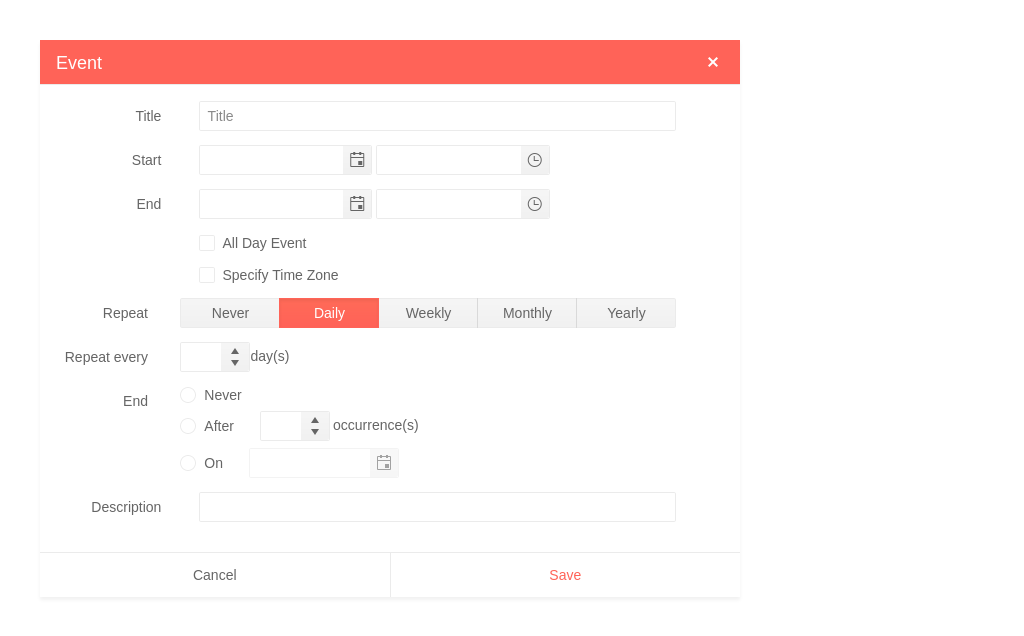 Event
Title Title
Start
End
All Day Event
Specify Time Zone
Repeat Never Daily Weekly Monthly Yearly
Repeat every day(s)
End Never
After occurrence(s)
On
Description
Cancel Save